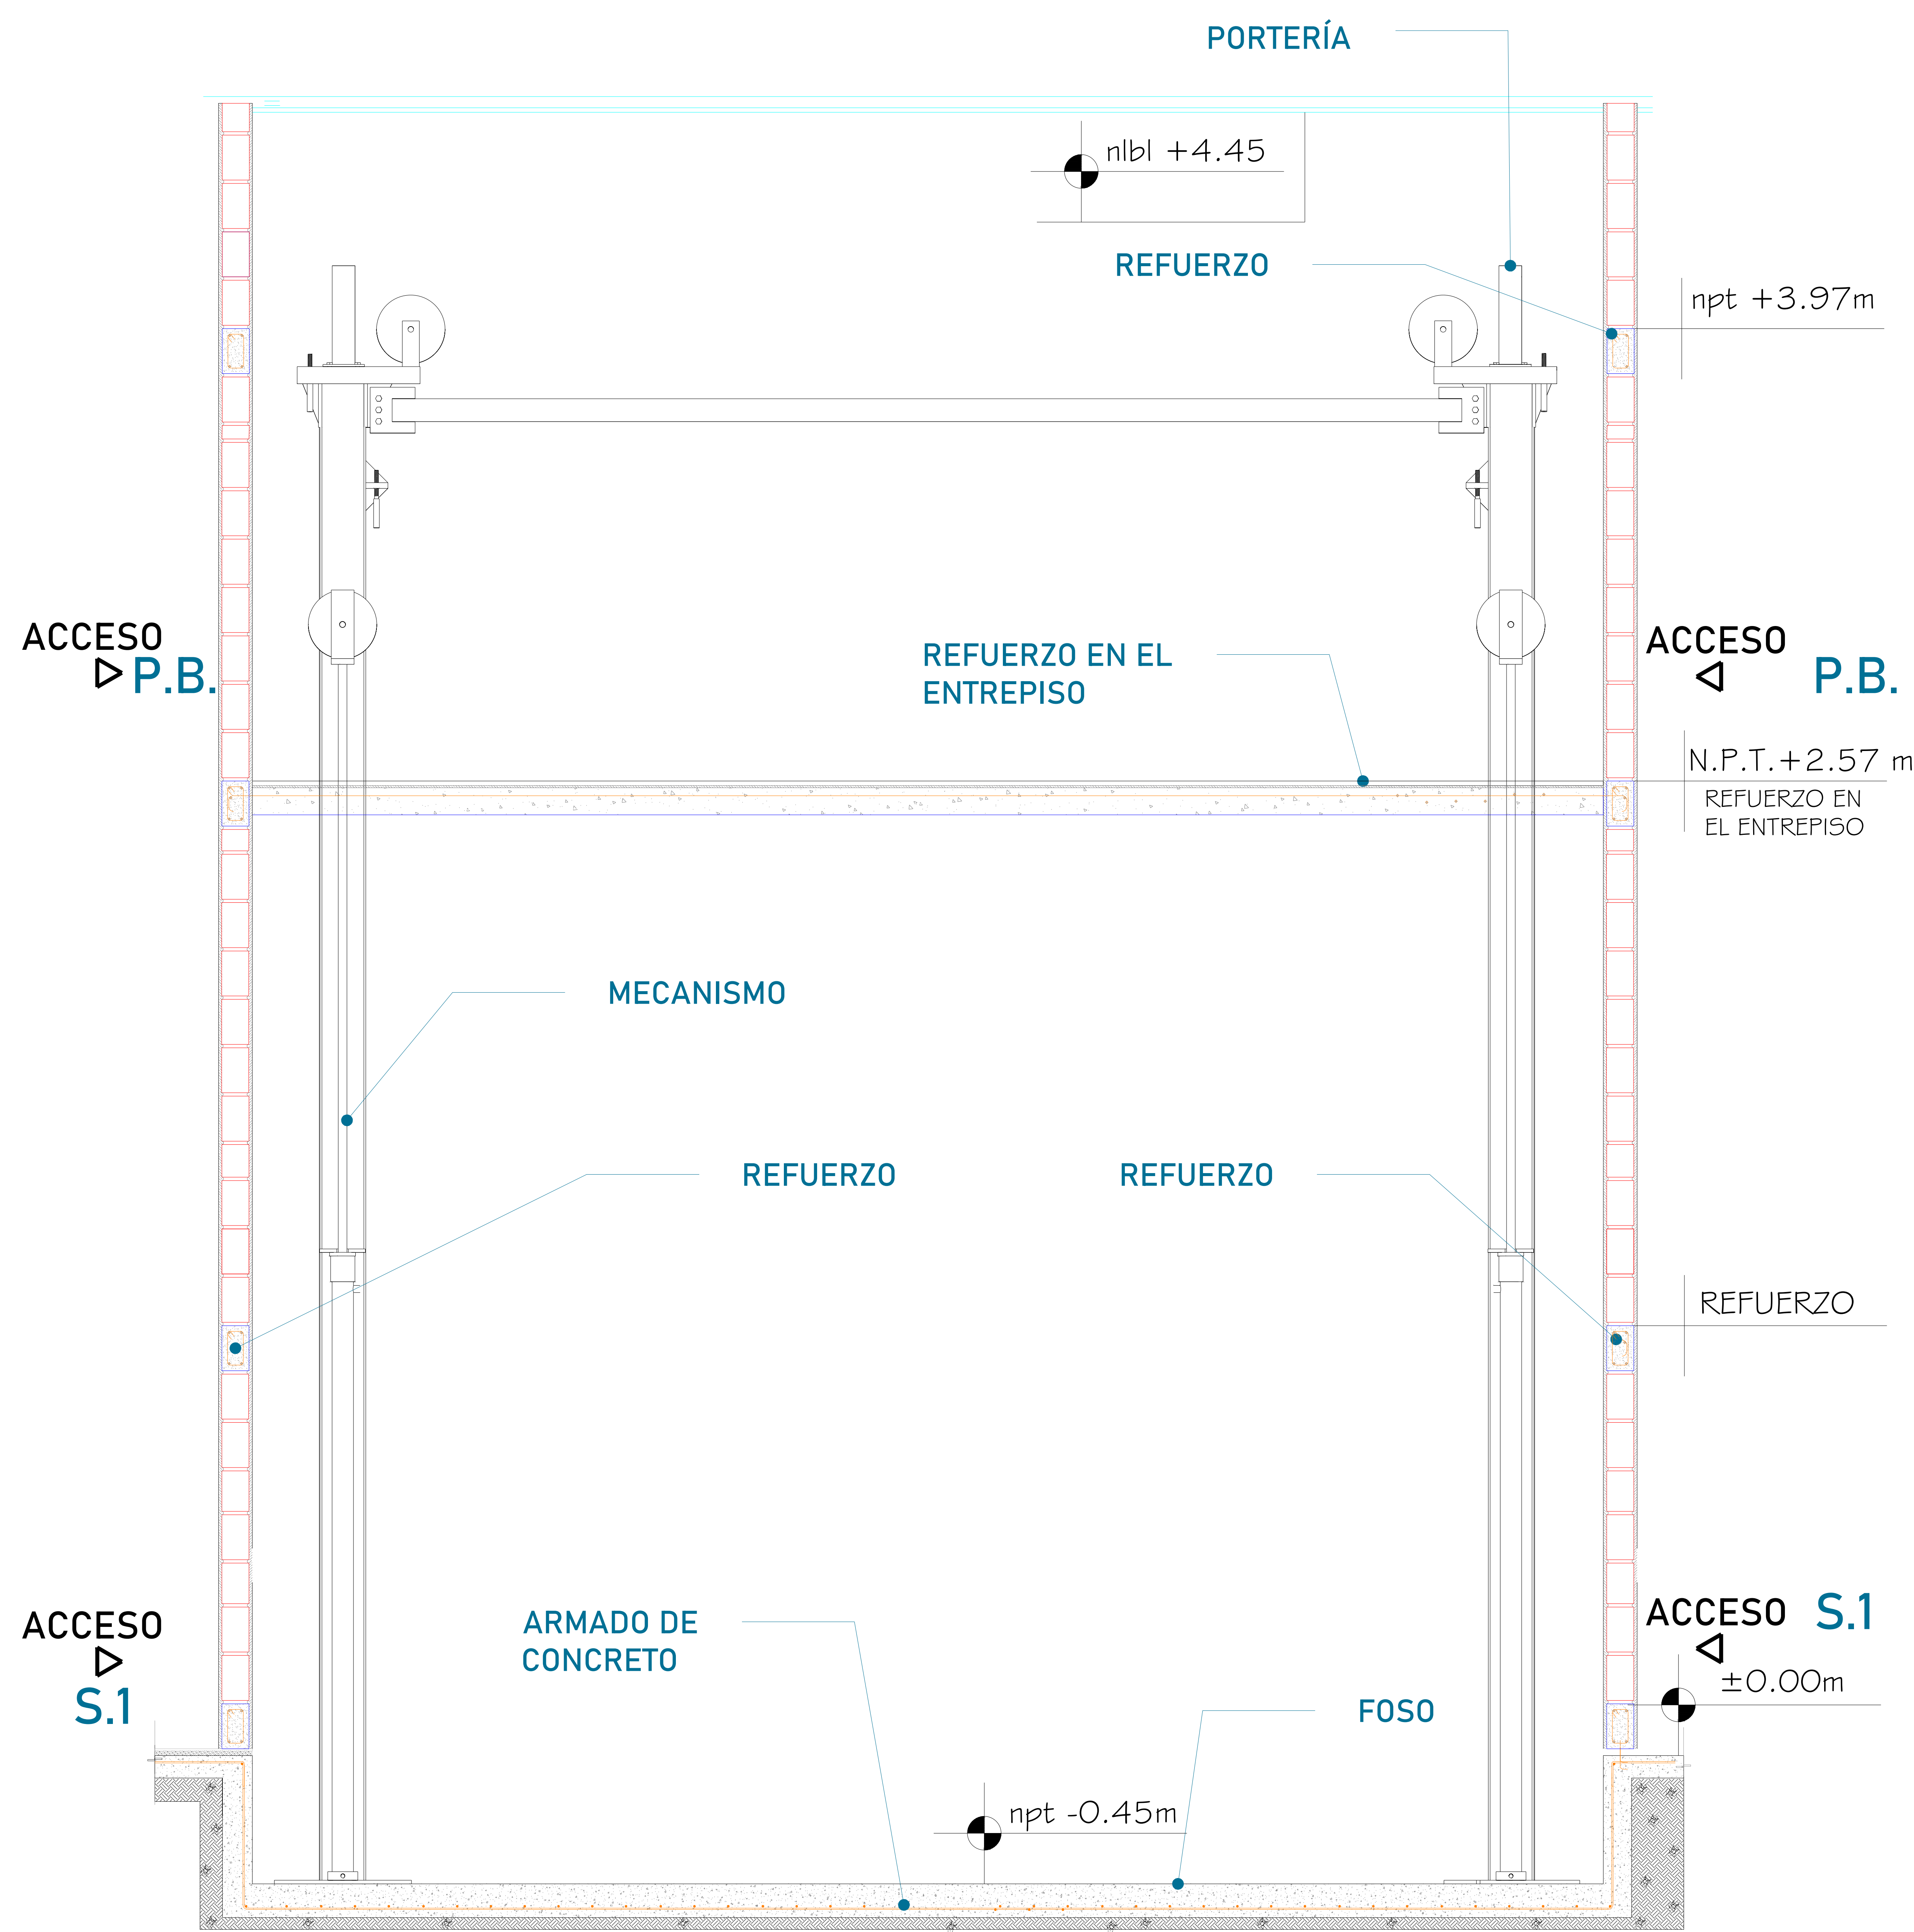 PORTERÍA
nlbl +4.45
REFUERZO
npt +3.97m
ACCESO
P.B.
REFUERZO EN EL
ENTREPISO
ACCESO
P.B.
N.P.T.+2.57 m
REFUERZO EN
EL ENTREPISO
MECANISMO
REFUERZO
REFUERZO
REFUERZO
ACCESO
S.1
ARMADO DE
CONCRETO
ACCESO S.1
±0.00m
FOSO
npt -0.45m